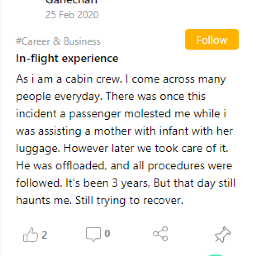 Ganechari
25 Feb 2020
#Career & Business
Follow
In-flight experience
As i am a cabin crew. I come across many
people everyday. There was once this
incident a passenger molested me while i
was assisting a mother with infant with her
luggage. However later we took care of it.
He was offloaded, and all procedures were
followed. It's been 3 years, But that day still
haunts me. Still trying to recover.
2
0